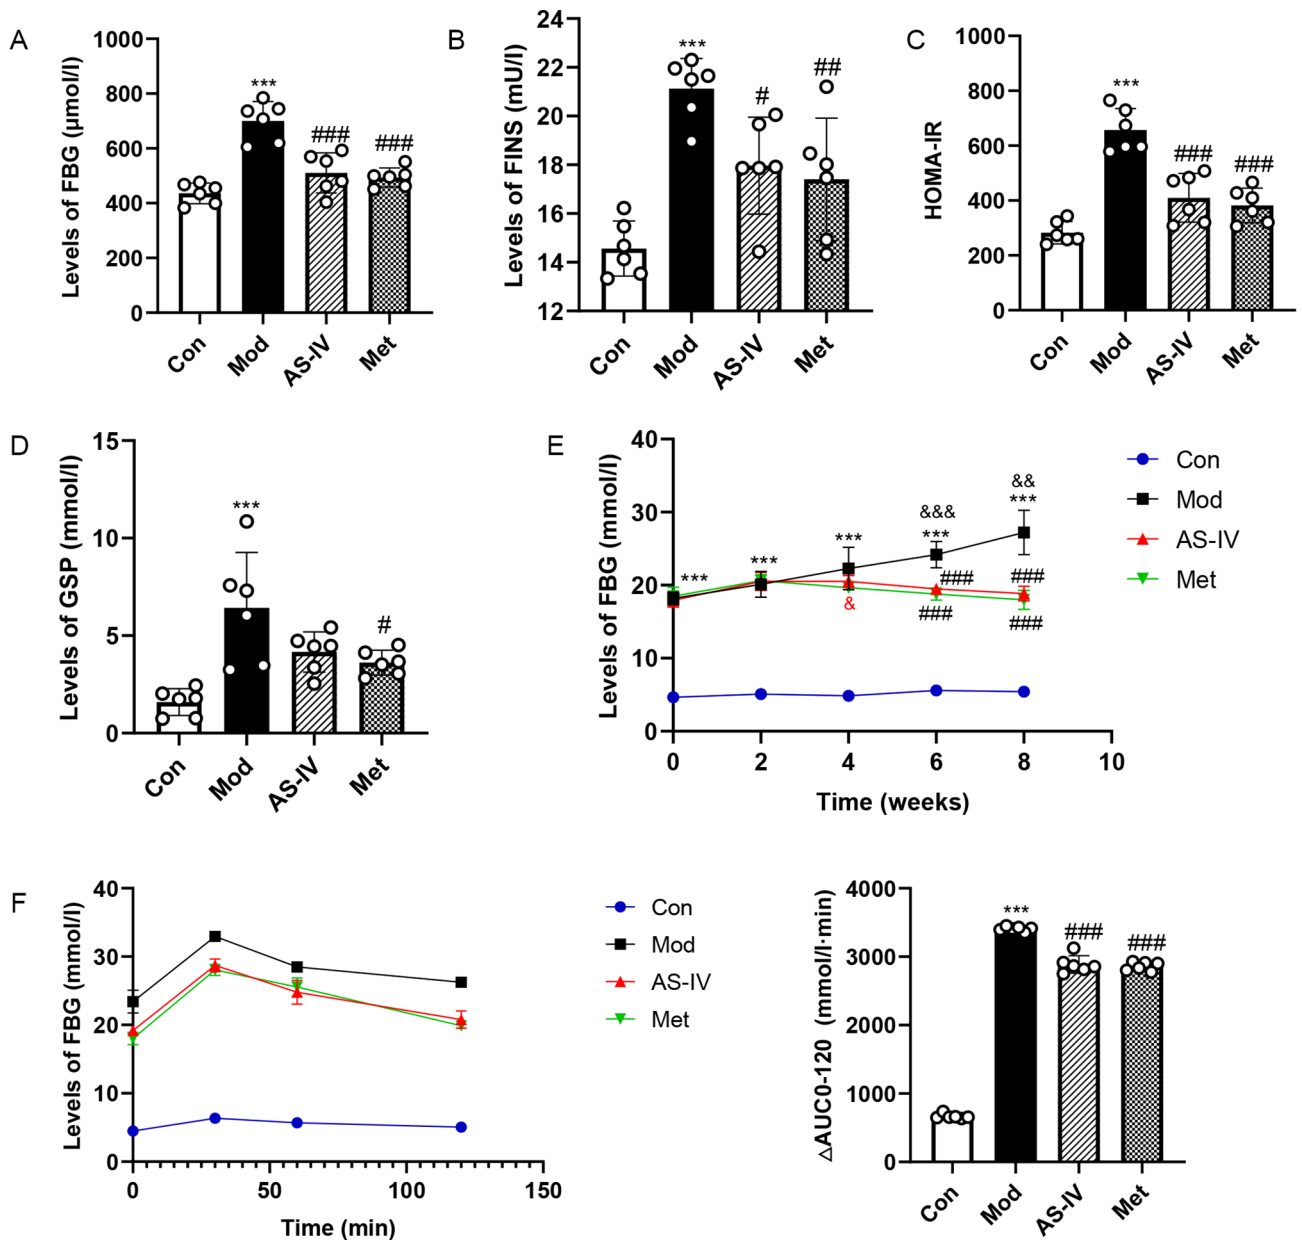 A
Levels of FBG (μmol/l)
1000
800
600
400
200
0
***
###
###
Con
Mod
AS-IV
Met
B
Levels of FINS (mU/l)
24
22
20
18
16
14
12
***
#
##
Con
Mod
AS-IV
Met
C
HOMA-IR
1000
800
600
400
200
0
***
###
###
Con
Mod
AS-IV
Met
D
Levels of GSP (mmol/l)
15
10
5
0
***
#
Con
Mod
AS-IV
Met
E
Levels of FBG (mmol/l)
40
30
20
10
0
***
***
***
&&&
***
&&
***
&
###
###
###
###
0
2
4
6
8
10
Time (weeks)
Con
Mod
AS-IV
Met
F
Levels of FBG (mmol/l)
40
30
20
10
0
0
50
100
150
Time (min)
Con
Mod
AS-IV
Met
△AUC0-120 (mmol/l·min)
4000
3000
2000
1000
0
***
###
###
Con
Mod
AS-IV
Met